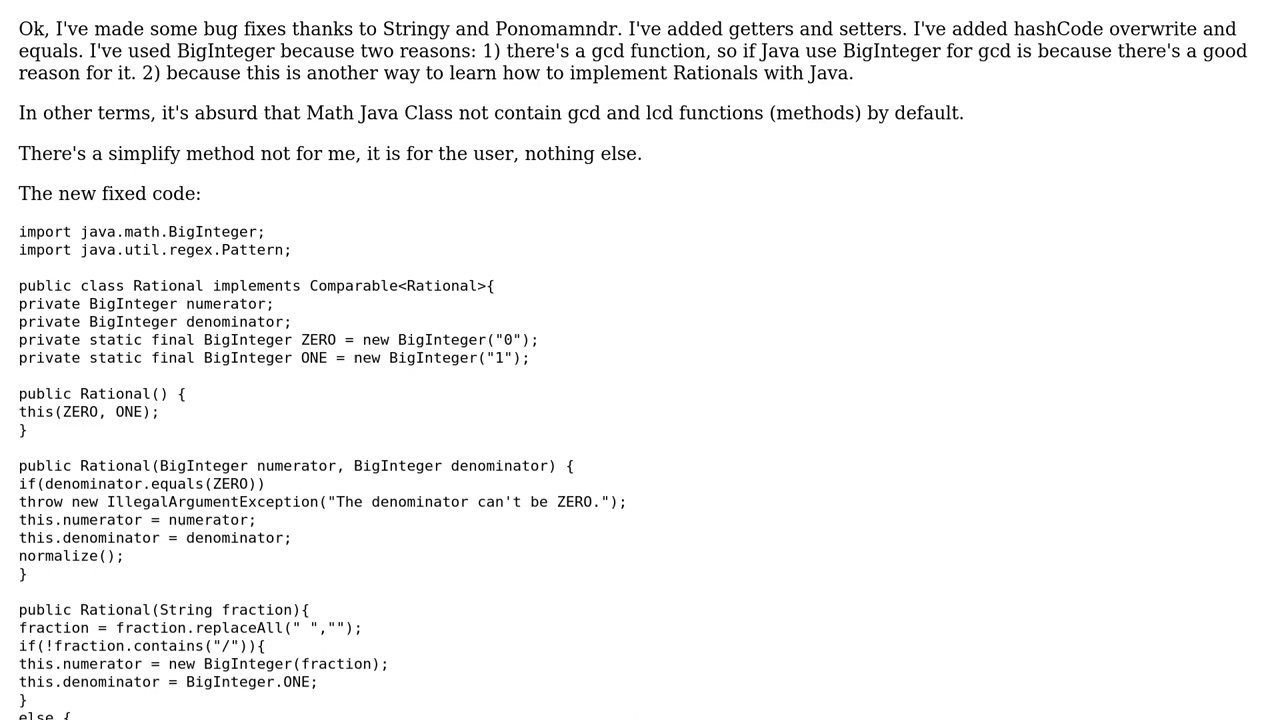 Ok, I've made some bug fixes thanks to Stringy and Ponomamndr. I've added getters and setters. I've added hashCode overwrite and
equals. I've used BigInteger because two reasons: 1) there's a gcd function, so if Java use BigInteger for gcd is because there's a good
reason for it. 2) because this is another way to learn how to implement Rationals with Java.
In other terms, it's absurd that Math Java Class not contain gcd and lcd functions (methods) by default.
There's a simplify method not for me, it is for the user, nothing else.
The new fixed code:
import java.math.BigInteger;
import java.util.regex.Pattern;
public class Rational implements Comparable<Rational>{
private BigInteger numerator;
private BigInteger denominator;
private static final BigInteger ZERO = new BigInteger("0");
private static final BigInteger ONE = new BigInteger("1");
public Rational() {
this(ZERO, ONE);
}
public Rational(BigInteger numerator, BigInteger denominator) {
if(denominator.equals(ZERO))
throw new IllegalArgumentException("The denominator can't be ZERO.");
this.numerator = numerator;
this.denominator = denominator;
normalize();
}
public Rational(String fraction){
fraction = fraction.replaceAll(" ","");
if(!fraction.contains("/")){
this.numerator = new BigInteger(fraction);
this.denominator = BigInteger.ONE;
}
else {